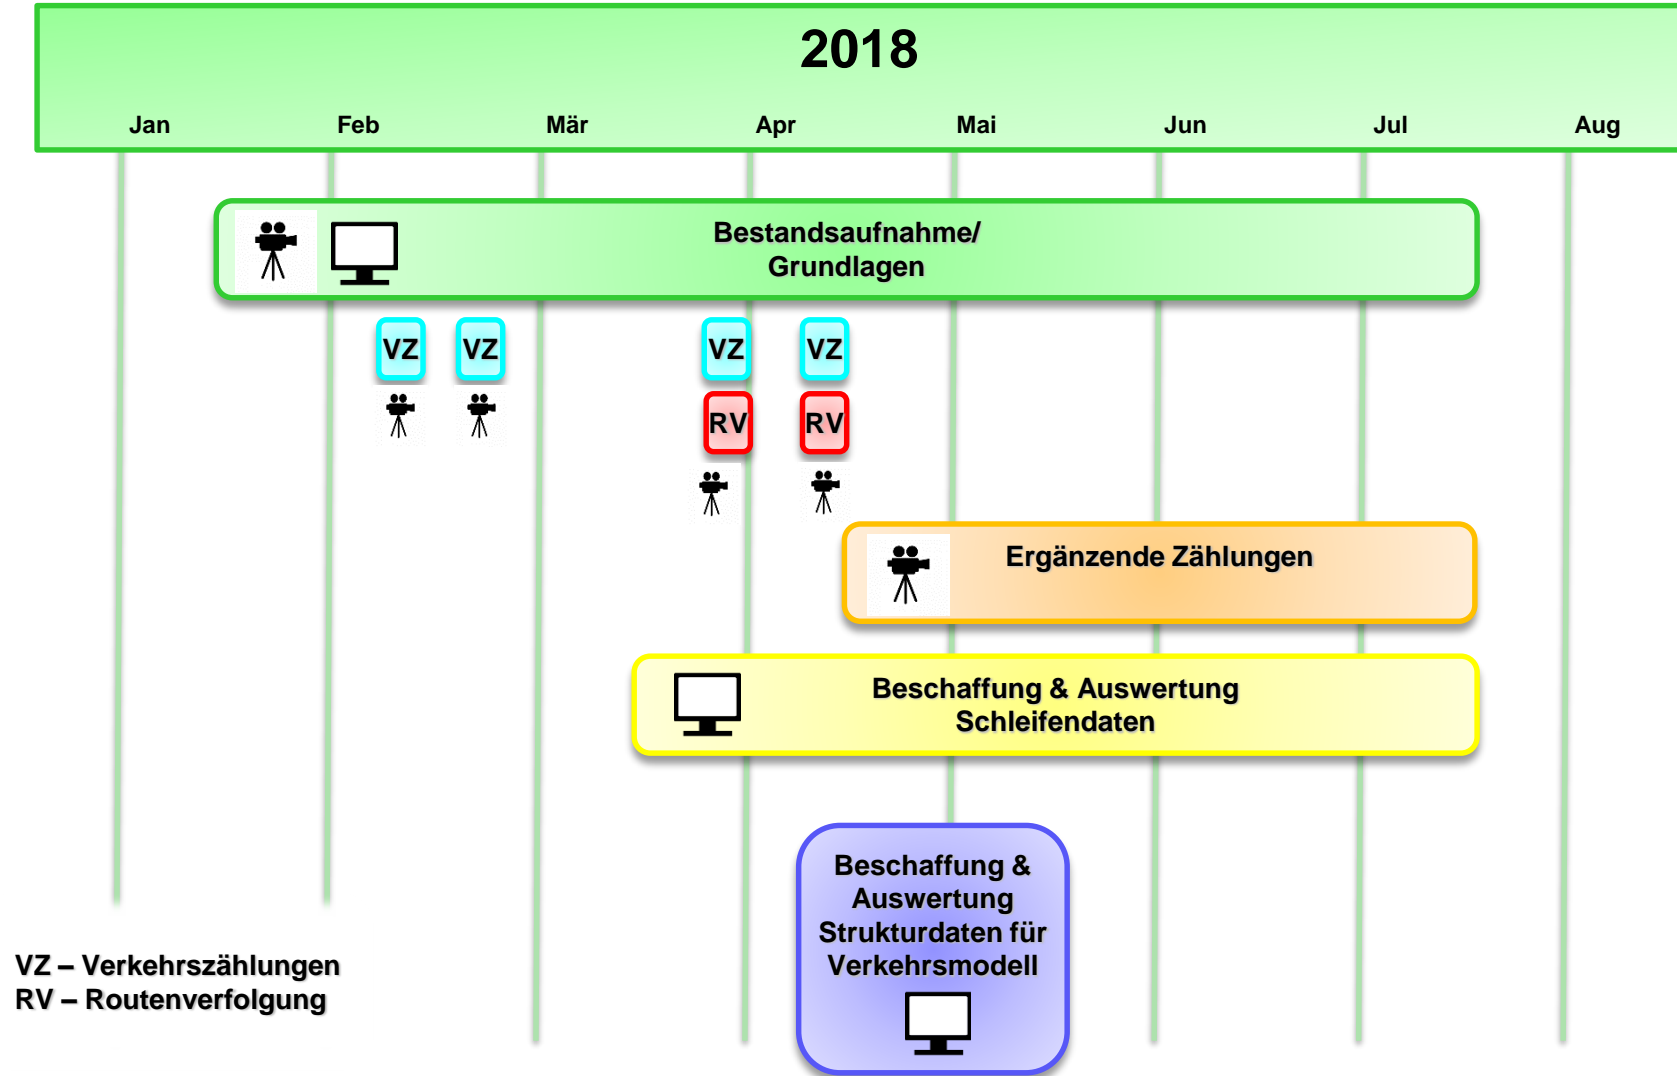 2018
Jan Feb Mär Apr Mai Jun Jul Aug
Bestandsaufnahme/
Grundlagen
VZ VZ VZ VZ
RV RV
Ergänzende Zählungen
Beschaffung & Auswertung
Schleifendaten
Beschaffung &
Auswertung
Strukturdaten für
Verkehrsmodell
VZ – Verkehrszählungen
RV – Routenverfolgung